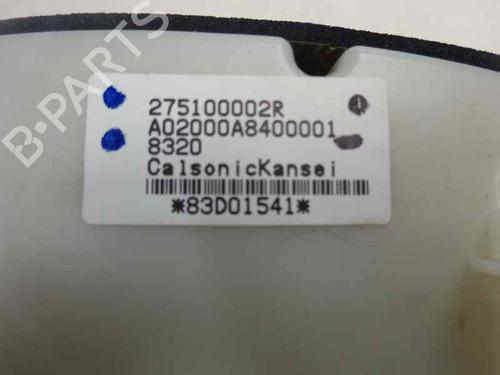 275100002R
A02000A8400001
8320
CalsonicKansei
*83D01541*
B-PARTS